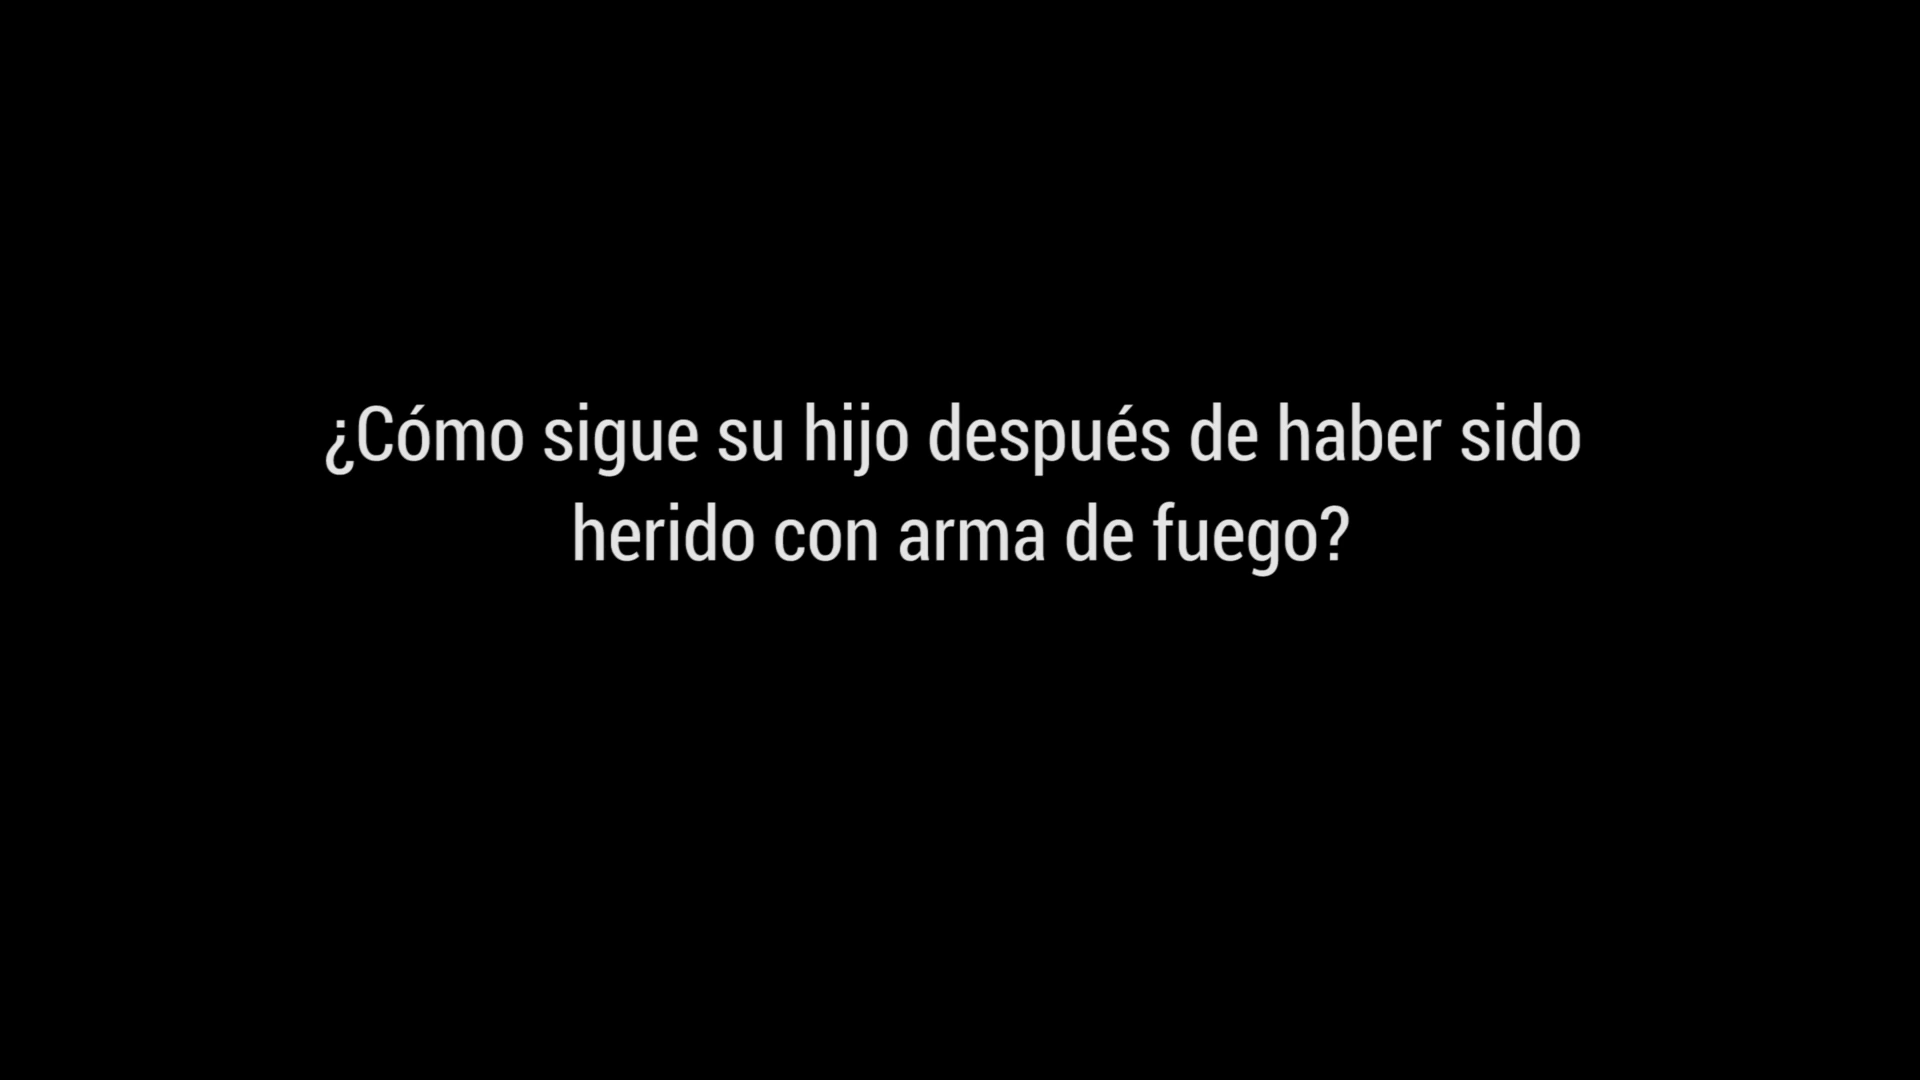 ¿Cómo sigue su hijo después de haber sido
herido con arma de fuego?